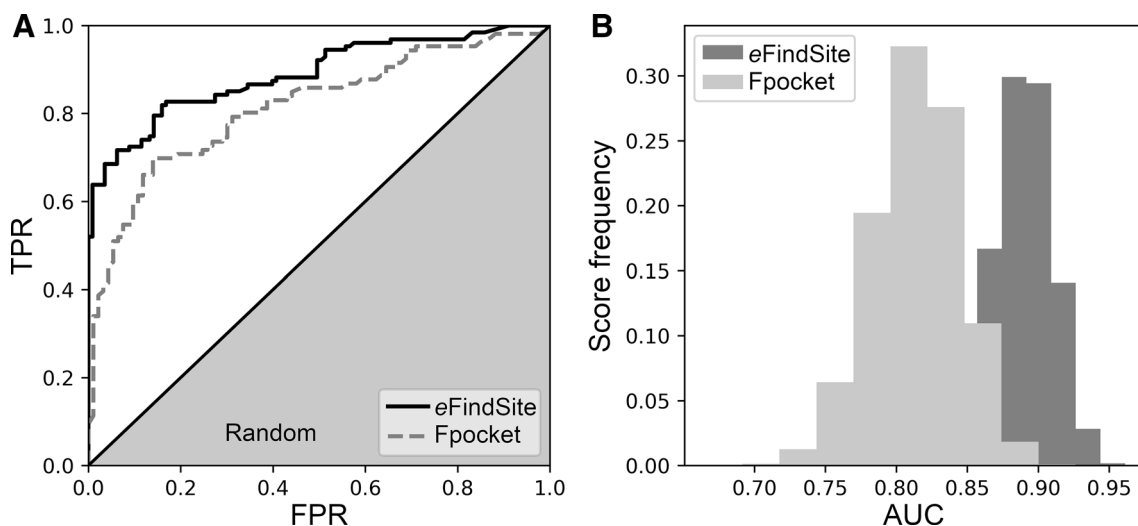 A
1.0
0.8
0.6
0.4
0.2
0.0
TPR
0.0 0.2 0.4 0.6 0.8 1.0
FPR
Random
eFindSite
Fpocket
B
eFindSite
Fpocket
0.30
0.25
0.20
0.15
0.10
0.05
0.00
Score frequency
0.70 0.75 0.80 0.85 0.90 0.95
AUC